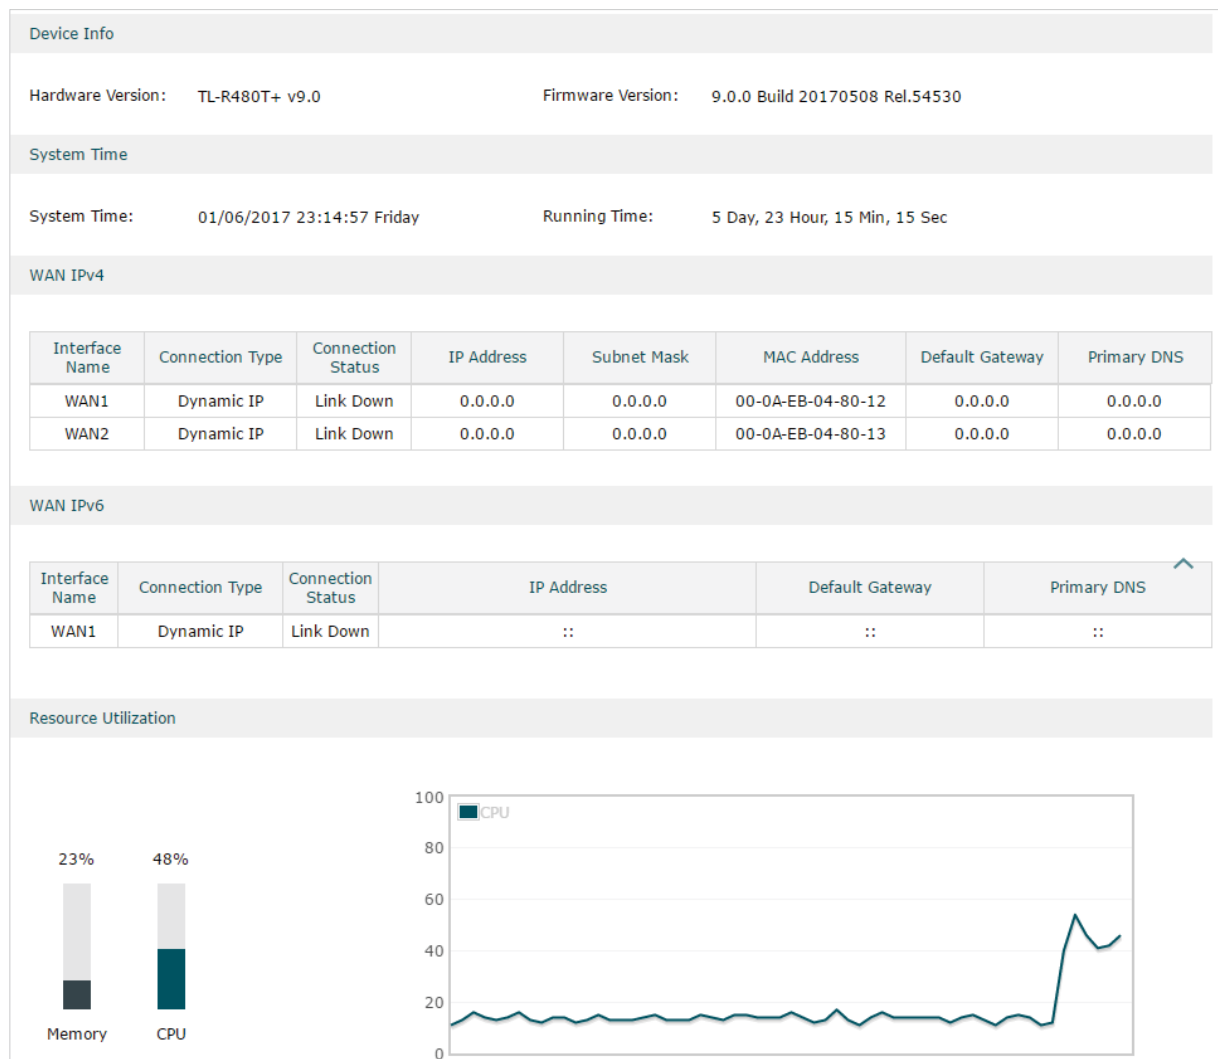 Device Info
Hardware Version: TL-R480T+ v9.0 Firmware Version: 9.0.0 Build 20170508 Rel.54530
System Time
System Time: 01/06/2017 23:14:57 Friday Running Time: 5 Day, 23 Hour, 15 Min, 15 Sec
WAN IPv4
Interface Name Connection Type Connection Status IP Address Subnet Mask MAC Address Default Gateway Primary DNS
WAN1 Dynamic IP Link Down 0.0.0.0 0.0.0.0 00-0A-EB-04-80-12 0.0.0.0 0.0.0.0
WAN2 Dynamic IP Link Down 0.0.0.0 0.0.0.0 00-0A-EB-04-80-13 0.0.0.0 0.0.0.0
WAN IPv6
Interface Name Connection Type Connection Status IP Address Default Gateway Primary DNS
WAN1 Dynamic IP Link Down :: :: ::
Resource Utilization
23% 48%
Memory CPU
100
CPU
80
60
40
20
0